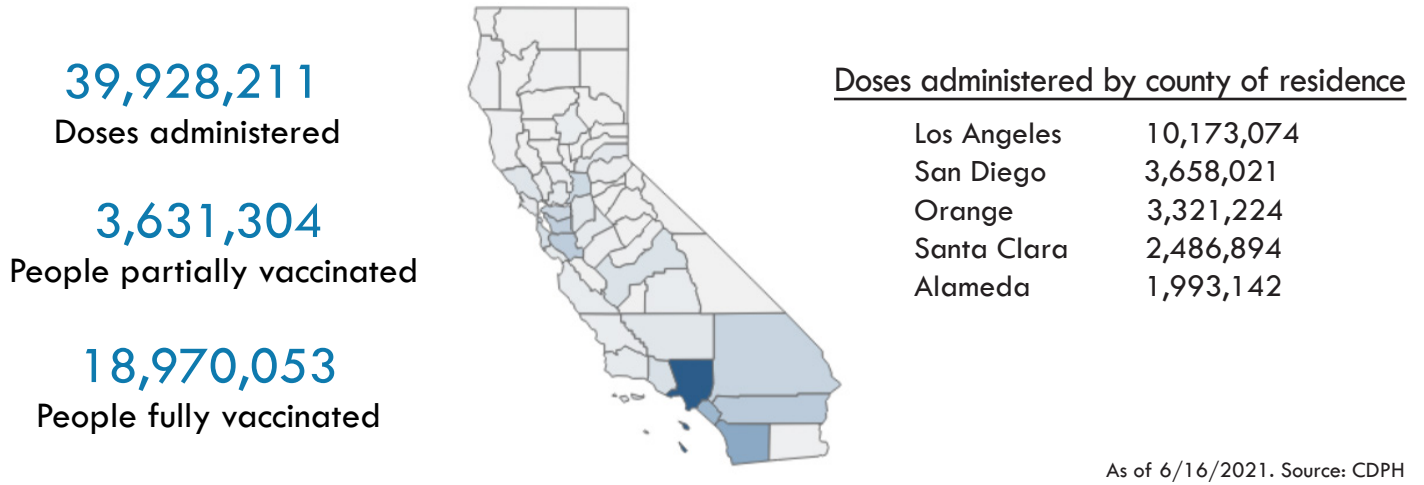 39,928,211
Doses administered
3,631,304
People partially vaccinated
18,970,053
People fully vaccinated
Doses administered by county of residence
Los Angeles 10,173,074
San Diego 3,658,021
Orange 3,321,224
Santa Clara 2,486,894
Alameda 1,993,142
As of 6/16/2021. Source: CDPH